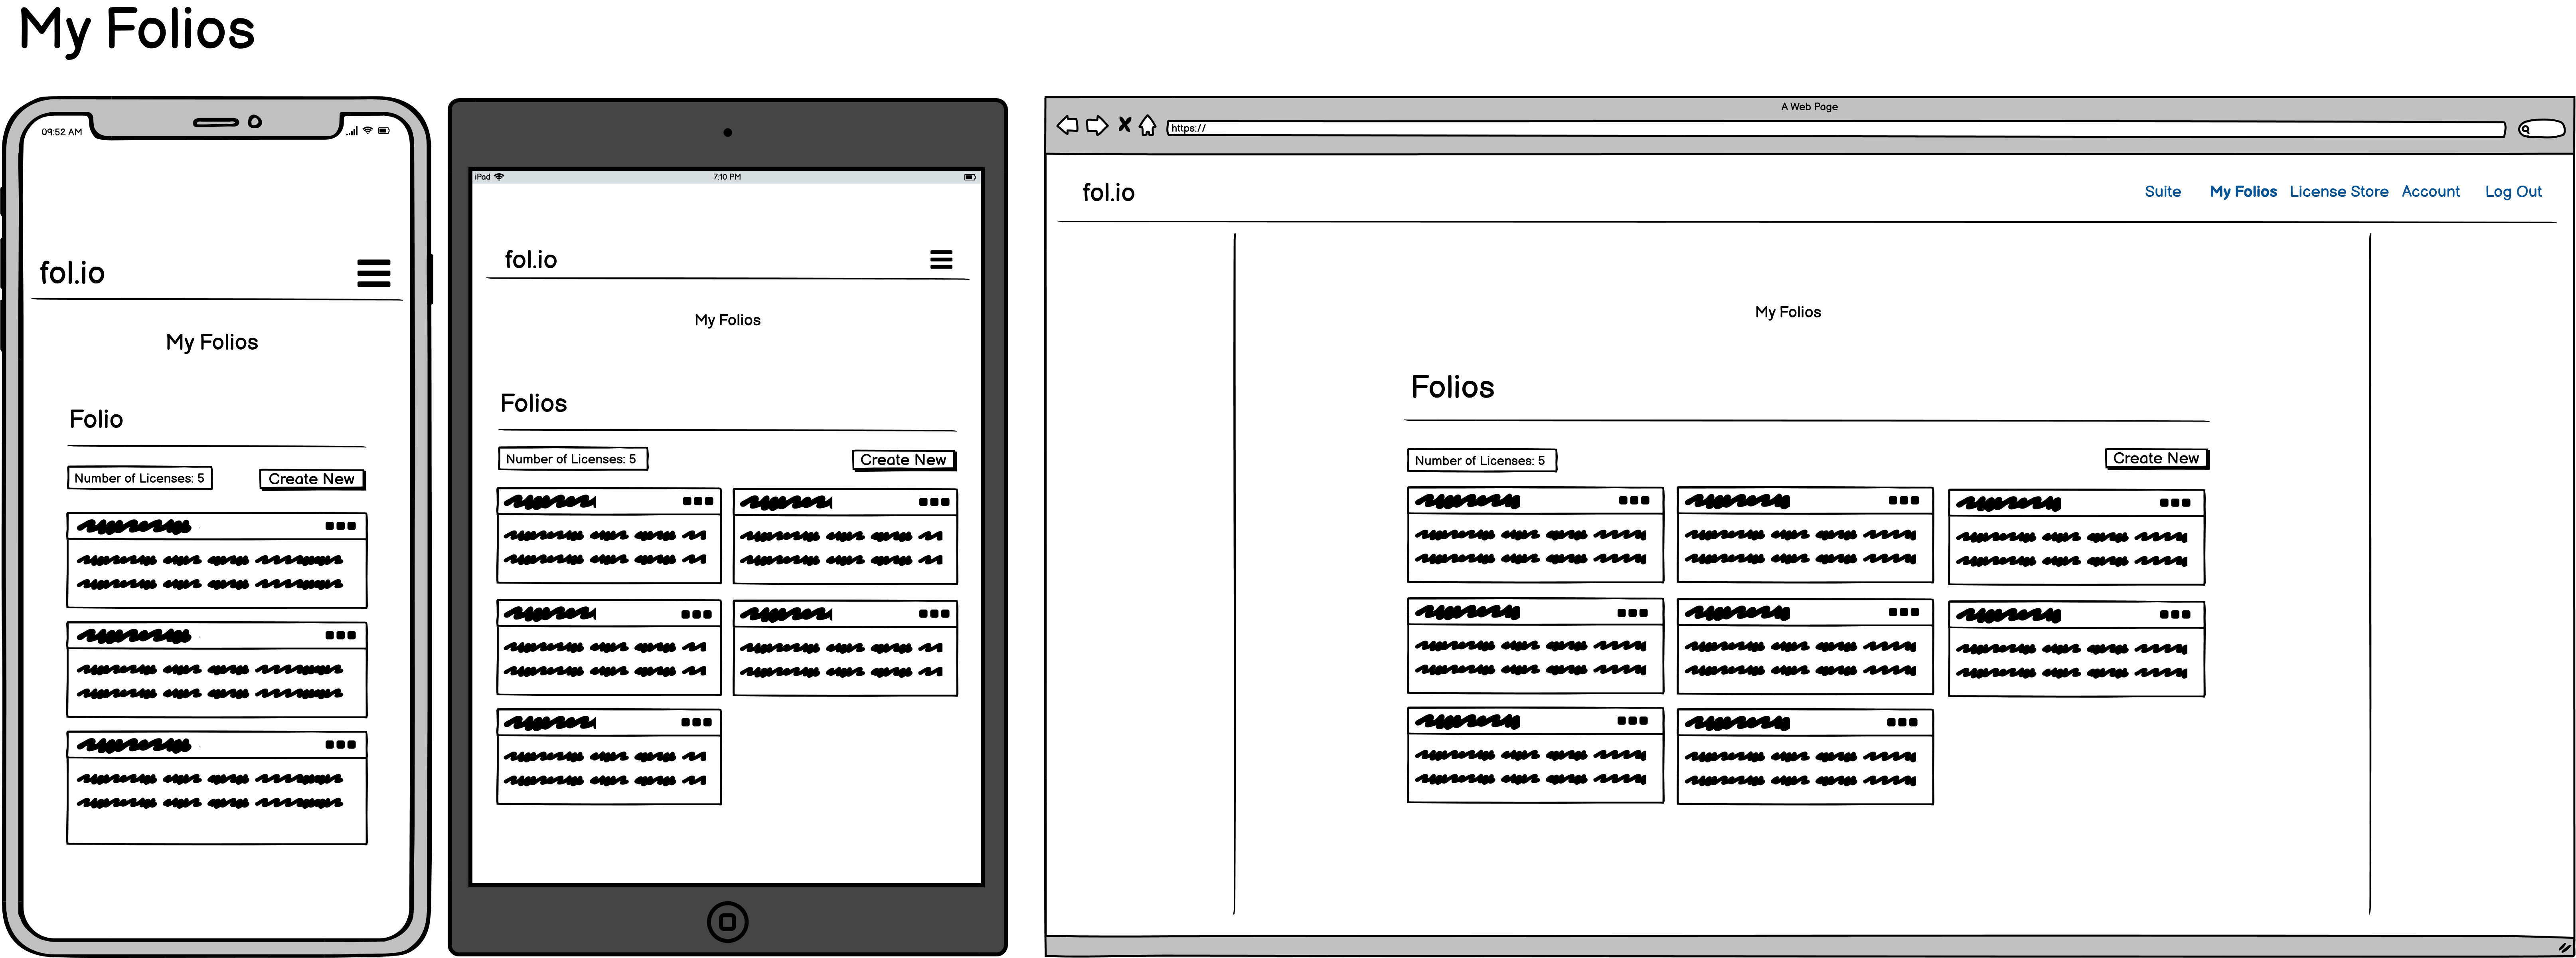 My Folios
09:52 AM
fol.io
My Folios
Folio
Number of Licenses: 5
Create New
iPad
7:10 PM
fol.io
My Folios
Folios
Number of Licenses: 5
Create New
A Web Page
https://
fol.io
Suite My Folios License Store Account Log Out
My Folios
Folios
Number of Licenses: 5
Create New